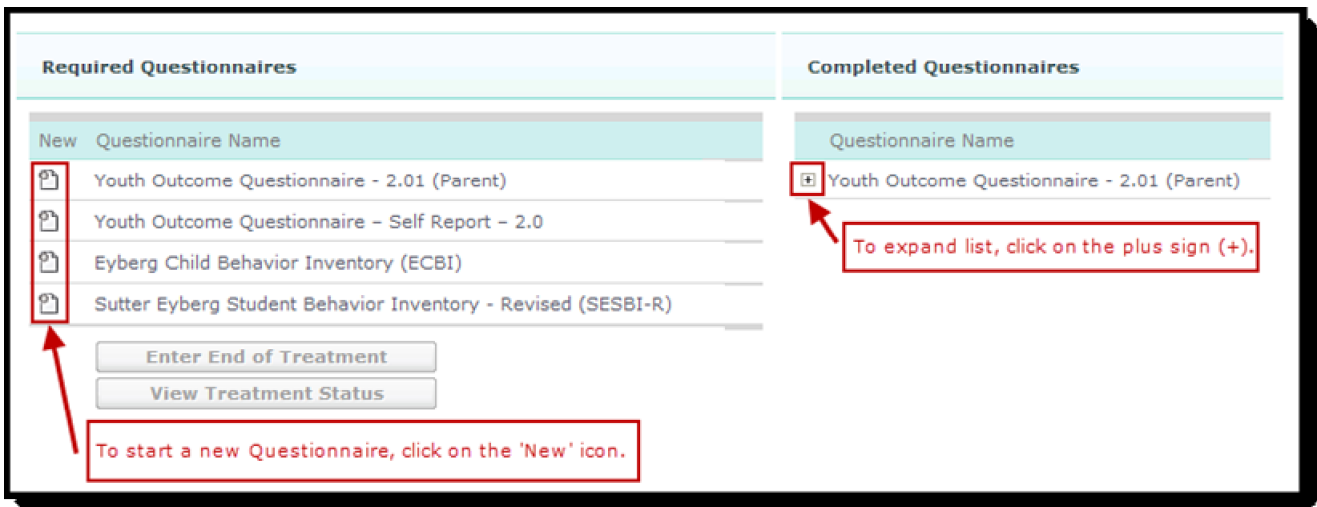 Required Questionnaires
New Questionnaire Name
Youth Outcome Questionnaire - 2.01 (Parent)
Youth Outcome Questionnaire – Self Report – 2.0
Eyberg Child Behavior Inventory (ECBI)
Sutter Eyberg Student Behavior Inventory - Revised (SESBI-R)
Enter End of Treatment
View Treatment Status
To start a new Questionnaire, click on the 'New' icon.
Completed Questionnaires
Questionnaire Name
Youth Outcome Questionnaire - 2.01 (Parent)
To expand list, click on the plus sign (+).